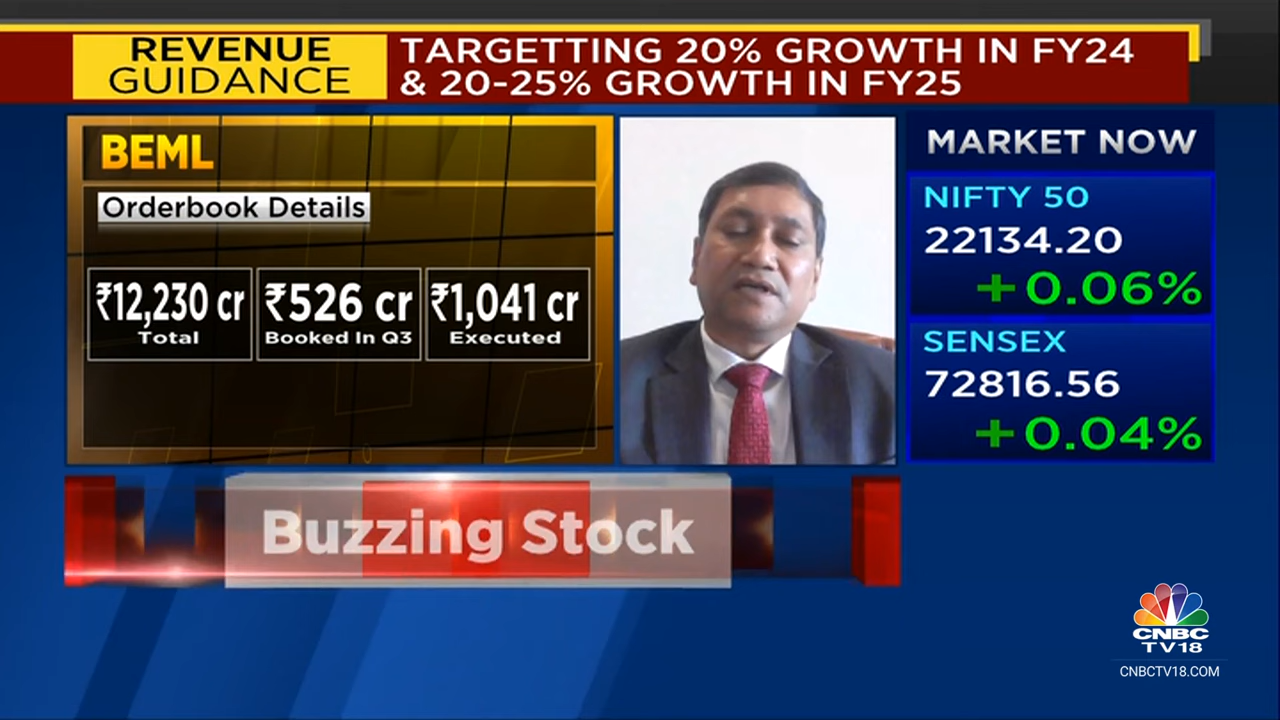 REVENUE
GUIDANCE
TARGETTING 20% GROWTH IN FY24
& 20-25% GROWTH IN FY25
BEML
Orderbook Details
₹12,230 cr
Total
₹526 cr
Booked In Q3
₹1,041 cr
Executed
MARKET NOW
NIFTY 50
22134.20
+0.06%
SENSEX
72816.56
+0.04%
Buzzing Stock
CNBC
TV18
CNBCTV18.COM